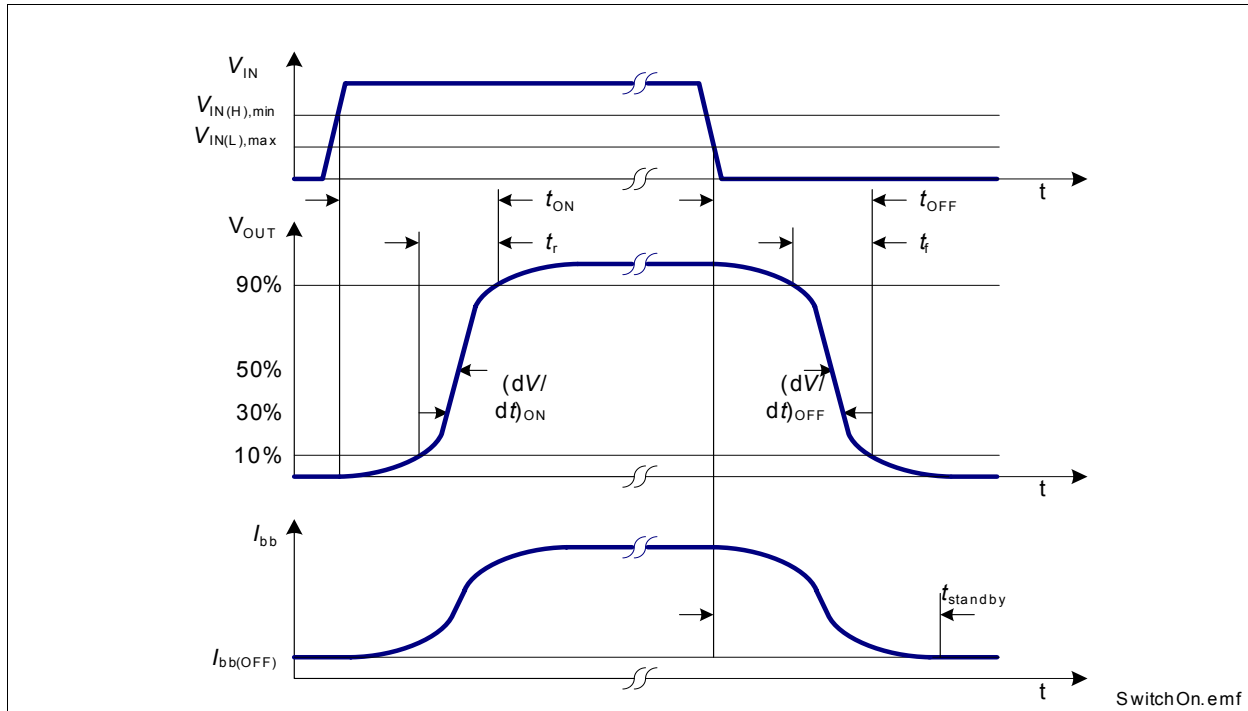 VIN
VIN(H),min
VIN(L),max
t
tON
tOFF
VOUT
tr
tf
90%
50%
(dV/
dt)ON
(dV/
dt)OFF
30%
10%
t
Ibb
tstandby
Ibb(OFF)
t
SwitchOn.emf